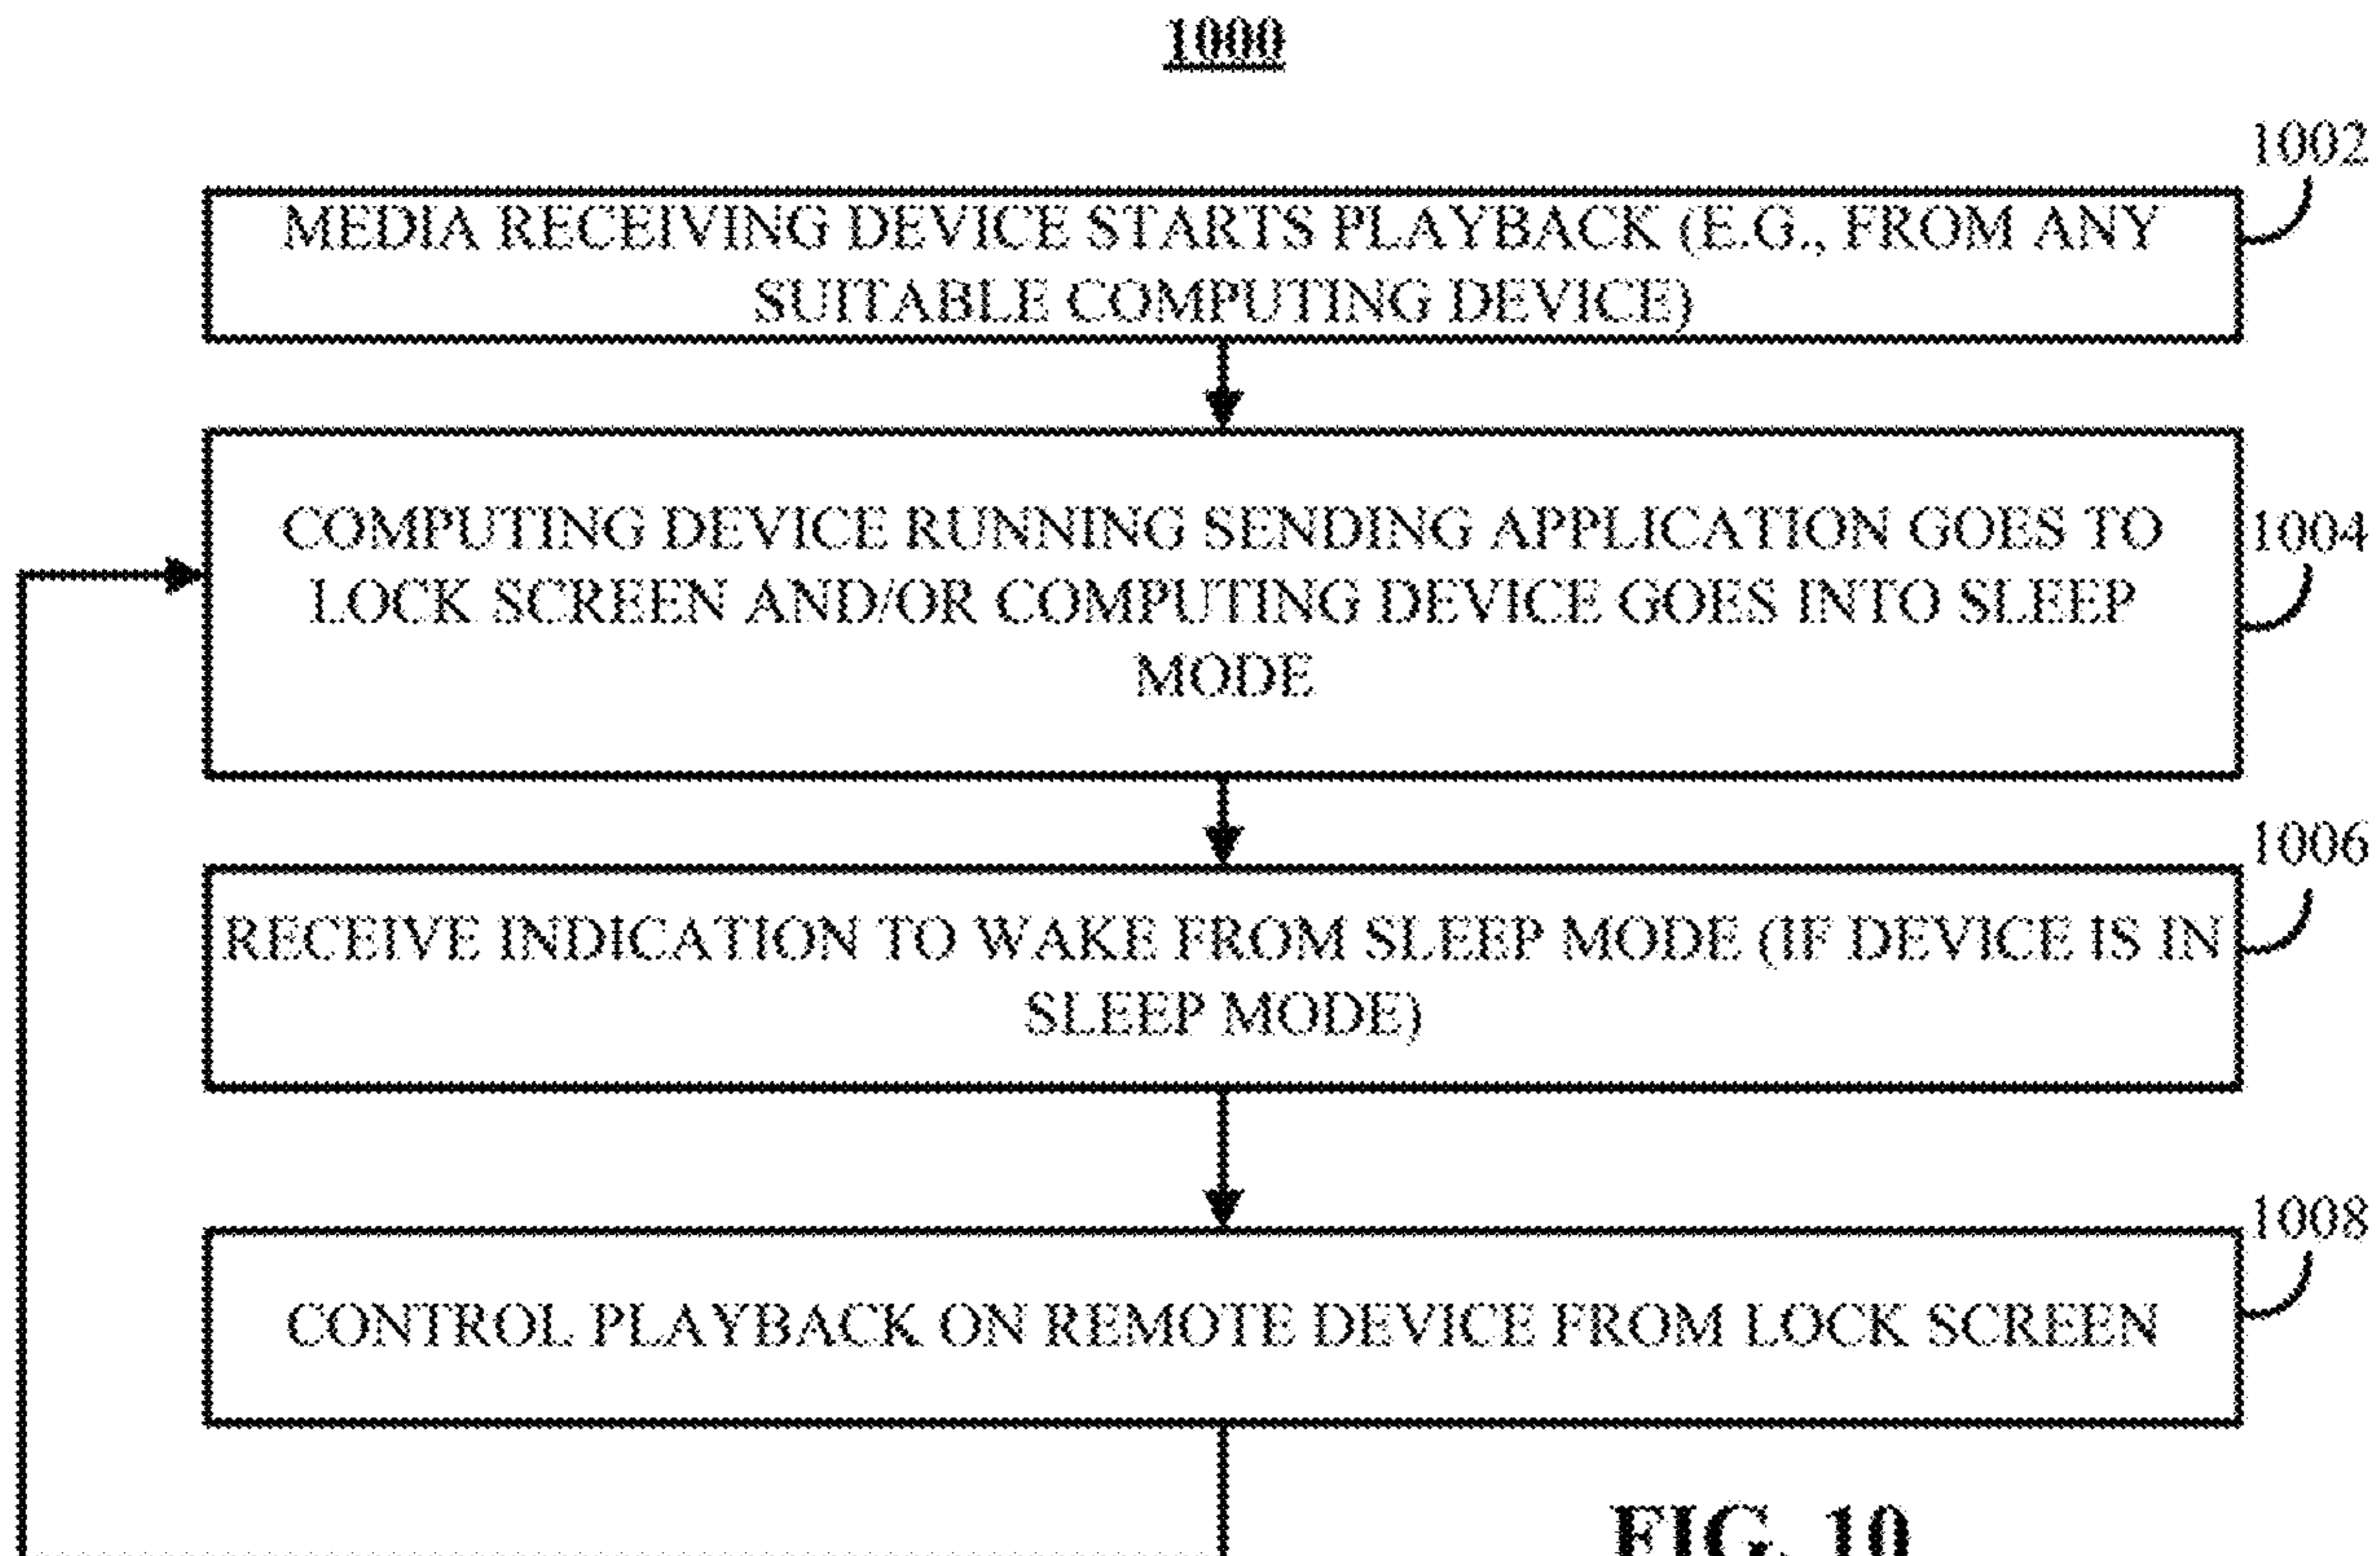 1000
1002
MEDIA RECEIVING DEVICE STARTS PLAYBACK (E.G., FROM ANY
SUITABLE COMPUTING DEVICE)
1004
COMPUTING DEVICE RUNNING SENDING APPLICATION GOES TO
LOCK SCREEN AND/OR COMPUTING DEVICE GOES INTO SLEEP
MODE
1006
RECEIVE INDICATION TO WAKE FROM SLEEP MODE (IF DEVICE IS IN
SLEEP MODE)
1008
CONTROL PLAYBACK ON REMOTE DEVICE FROM LOCK SCREEN
FIG. 10